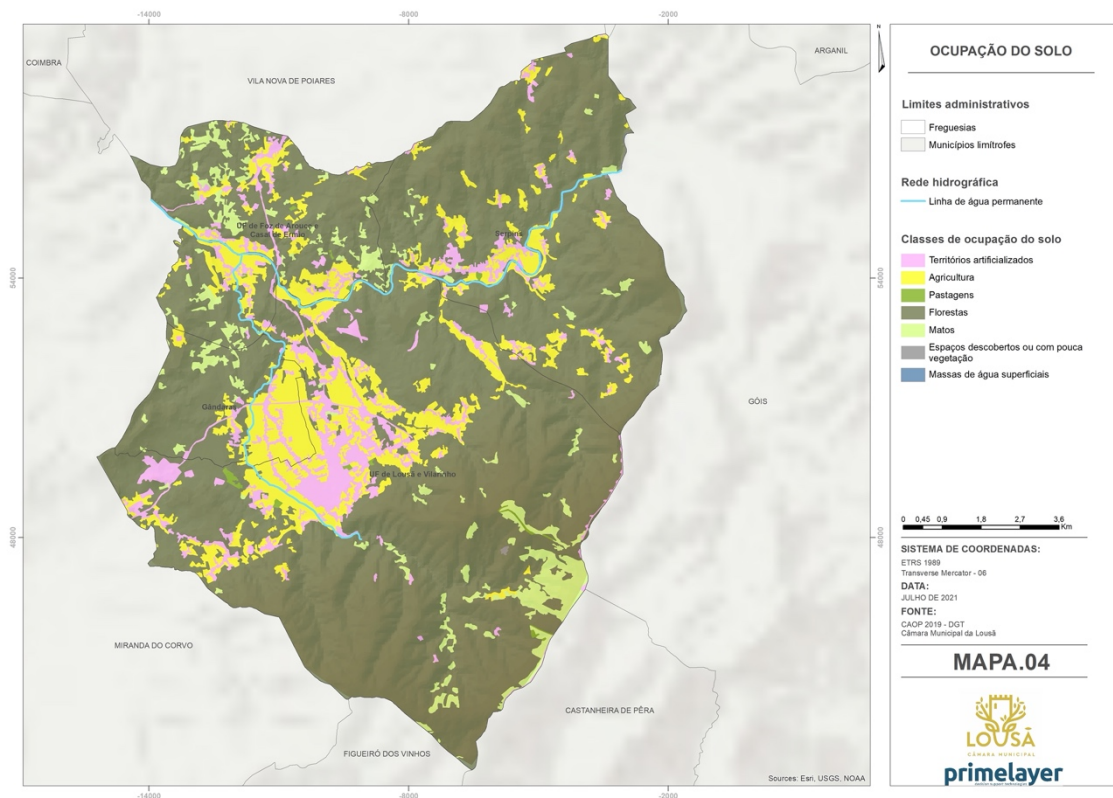 -14000
-8000
-2000
COIMBRA
ARGANIL
VILA NOVA DE POIARES
UF de Foz de Arouce e
Casal de Ermio
Serpins
54000
54000
GÓIS
Gândaras
UF de Lousã e Vilarinho
48000
48000
MIRANDA DO CORVO
CASTANHEIRA DE PÊRA
FIGUEIRÓ DOS VINHOS
Sources: Esri, USGS, NOAA
-14000
-8000
-2000
N
OCUPAÇÃO DO SOLO
Limites administrativos
Freguesias
Municípios limítrofes
Rede hidrográfica
Linha de água permanente
Classes de ocupação do solo
Territórios artificializados
Agricultura
Pastagens
Florestas
Matos
Espaços descobertos ou com pouca
vegetação
Massas de água superficiais
0 0,45 0,9 1,8 2,7 3,6
Km
SISTEMA DE COORDENADAS:
ETRS 1989
Transverse Mercator - 06
DATA:
JULHO DE 2021
FONTE:
CAOP 2019 - DGT
Câmara Municipal da Lousã
MAPA.04
LOUSÃ
CÂMARA MUNICIPAL
primelayer